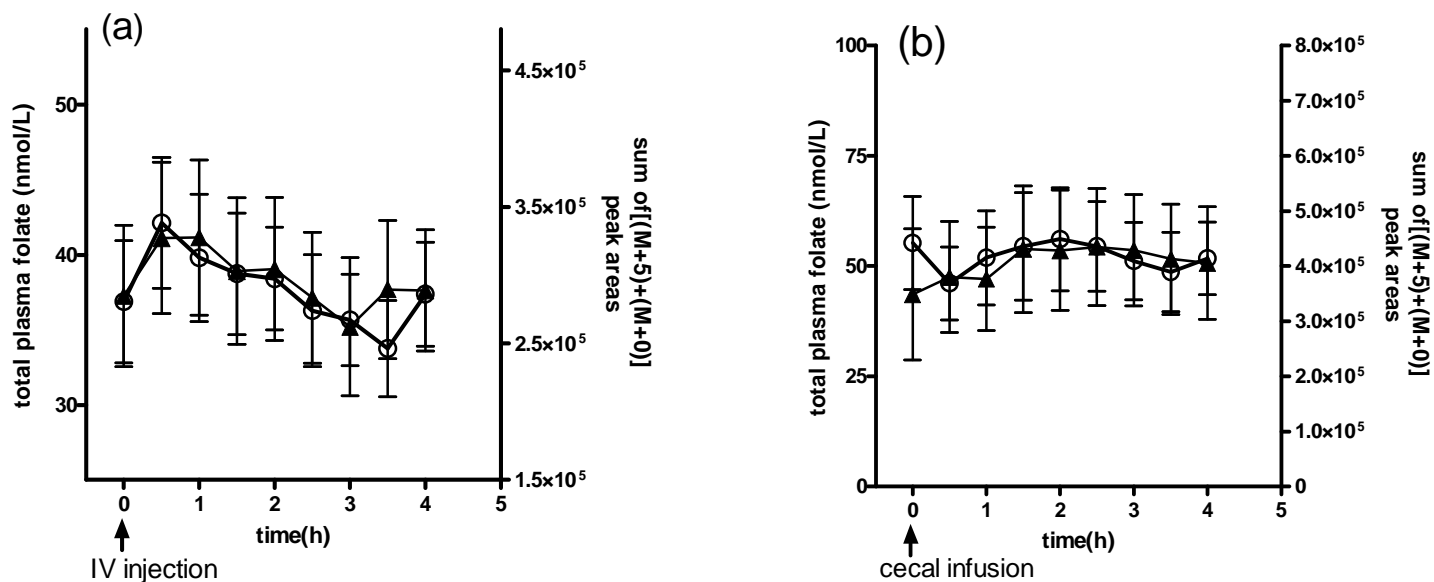 (a)
total plasma folate (nmol/L)
50
40
30
4.5×10⁵
3.5×10⁵
2.5×10⁵
1.5×10⁵
sum of[(M+5)+(M+0)]
peak areas
0 1 2 3 4 5
time(h)
IV injection
(b)
total plasma folate (nmol/L)
100
75
50
25
0
8.0×10⁵
7.0×10⁵
6.0×10⁵
5.0×10⁵
4.0×10⁵
3.0×10⁵
2.0×10⁵
1.0×10⁵
0
sum of[(M+5)+(M+0)]
peak areas
0 1 2 3 4 5
time(h)
cecal infusion